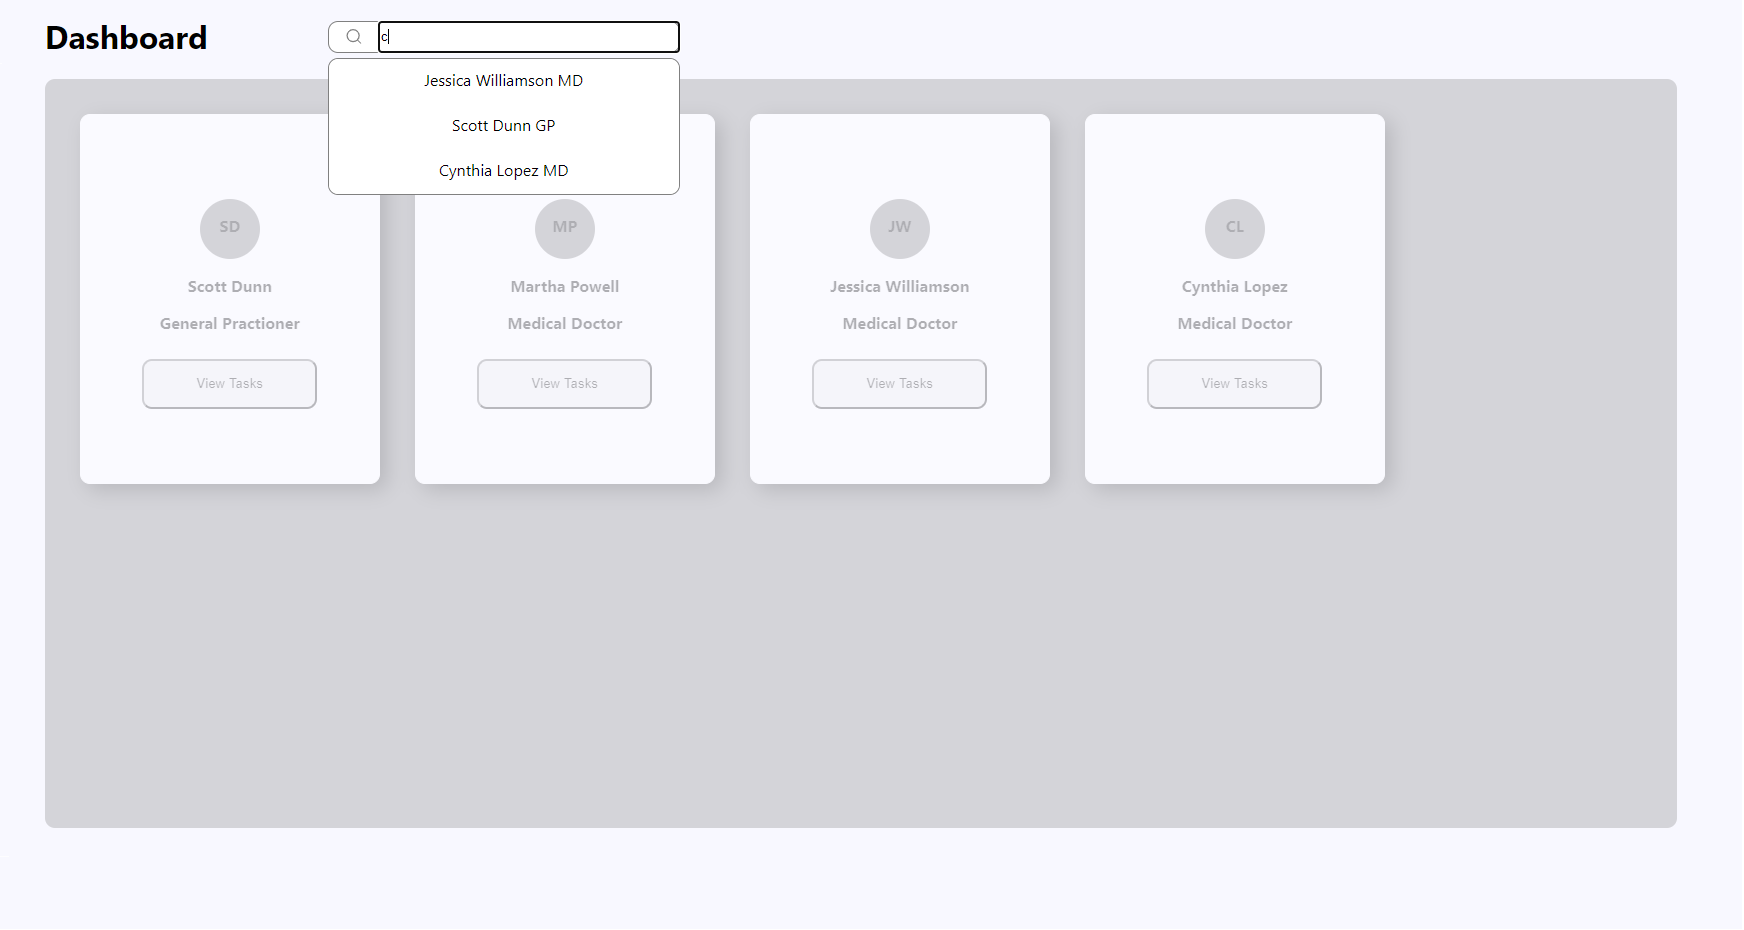 Dashboard
c
Jessica Williamson MD
Scott Dunn GP
Cynthia Lopez MD
SD
Scott Dunn
General Practioner
View Tasks
MP
Martha Powell
Medical Doctor
View Tasks
JW
Jessica Williamson
Medical Doctor
View Tasks
CL
Cynthia Lopez
Medical Doctor
View Tasks